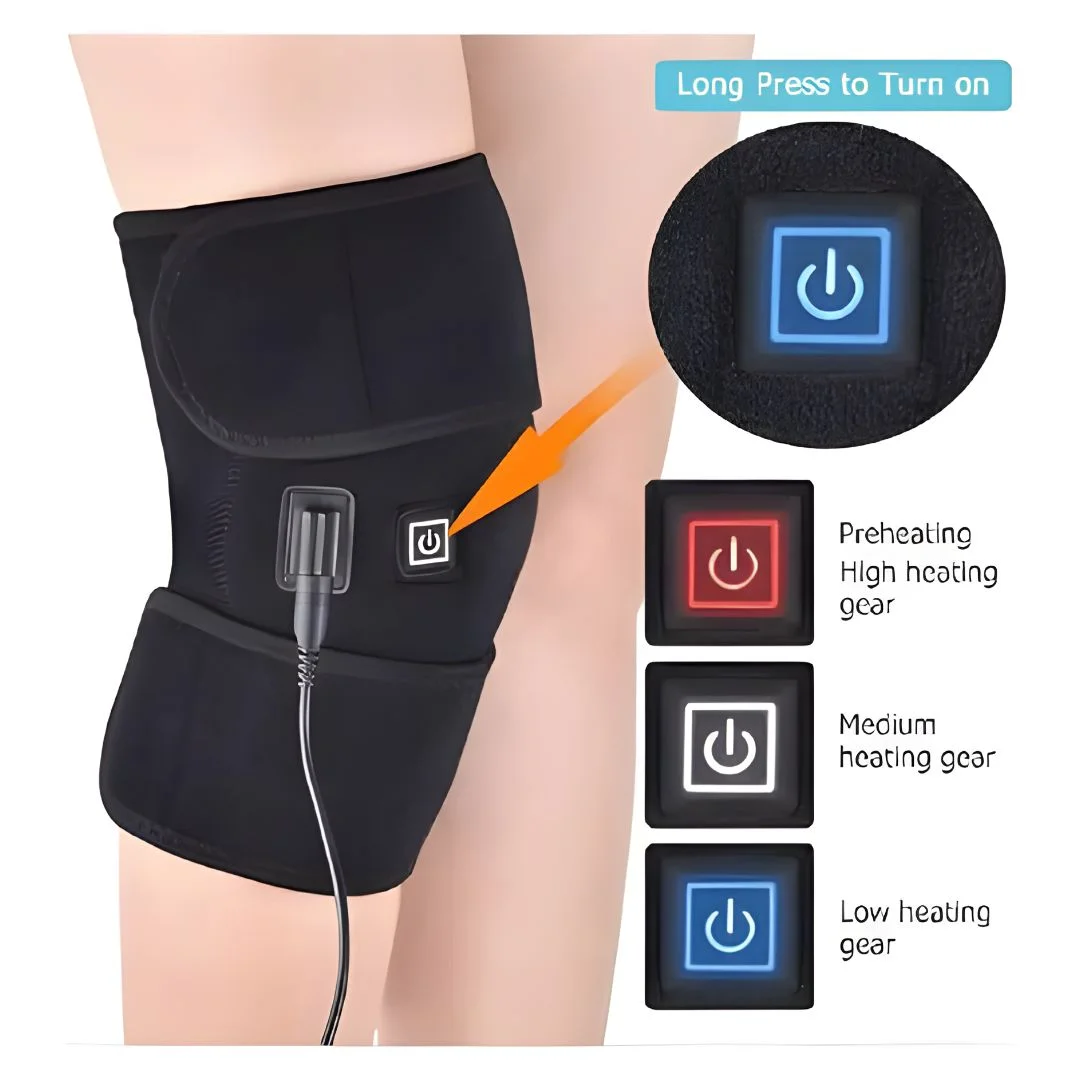 Long Press to Turn on
Preheating
High heating
gear
Medium
heating gear
Low heating
gear